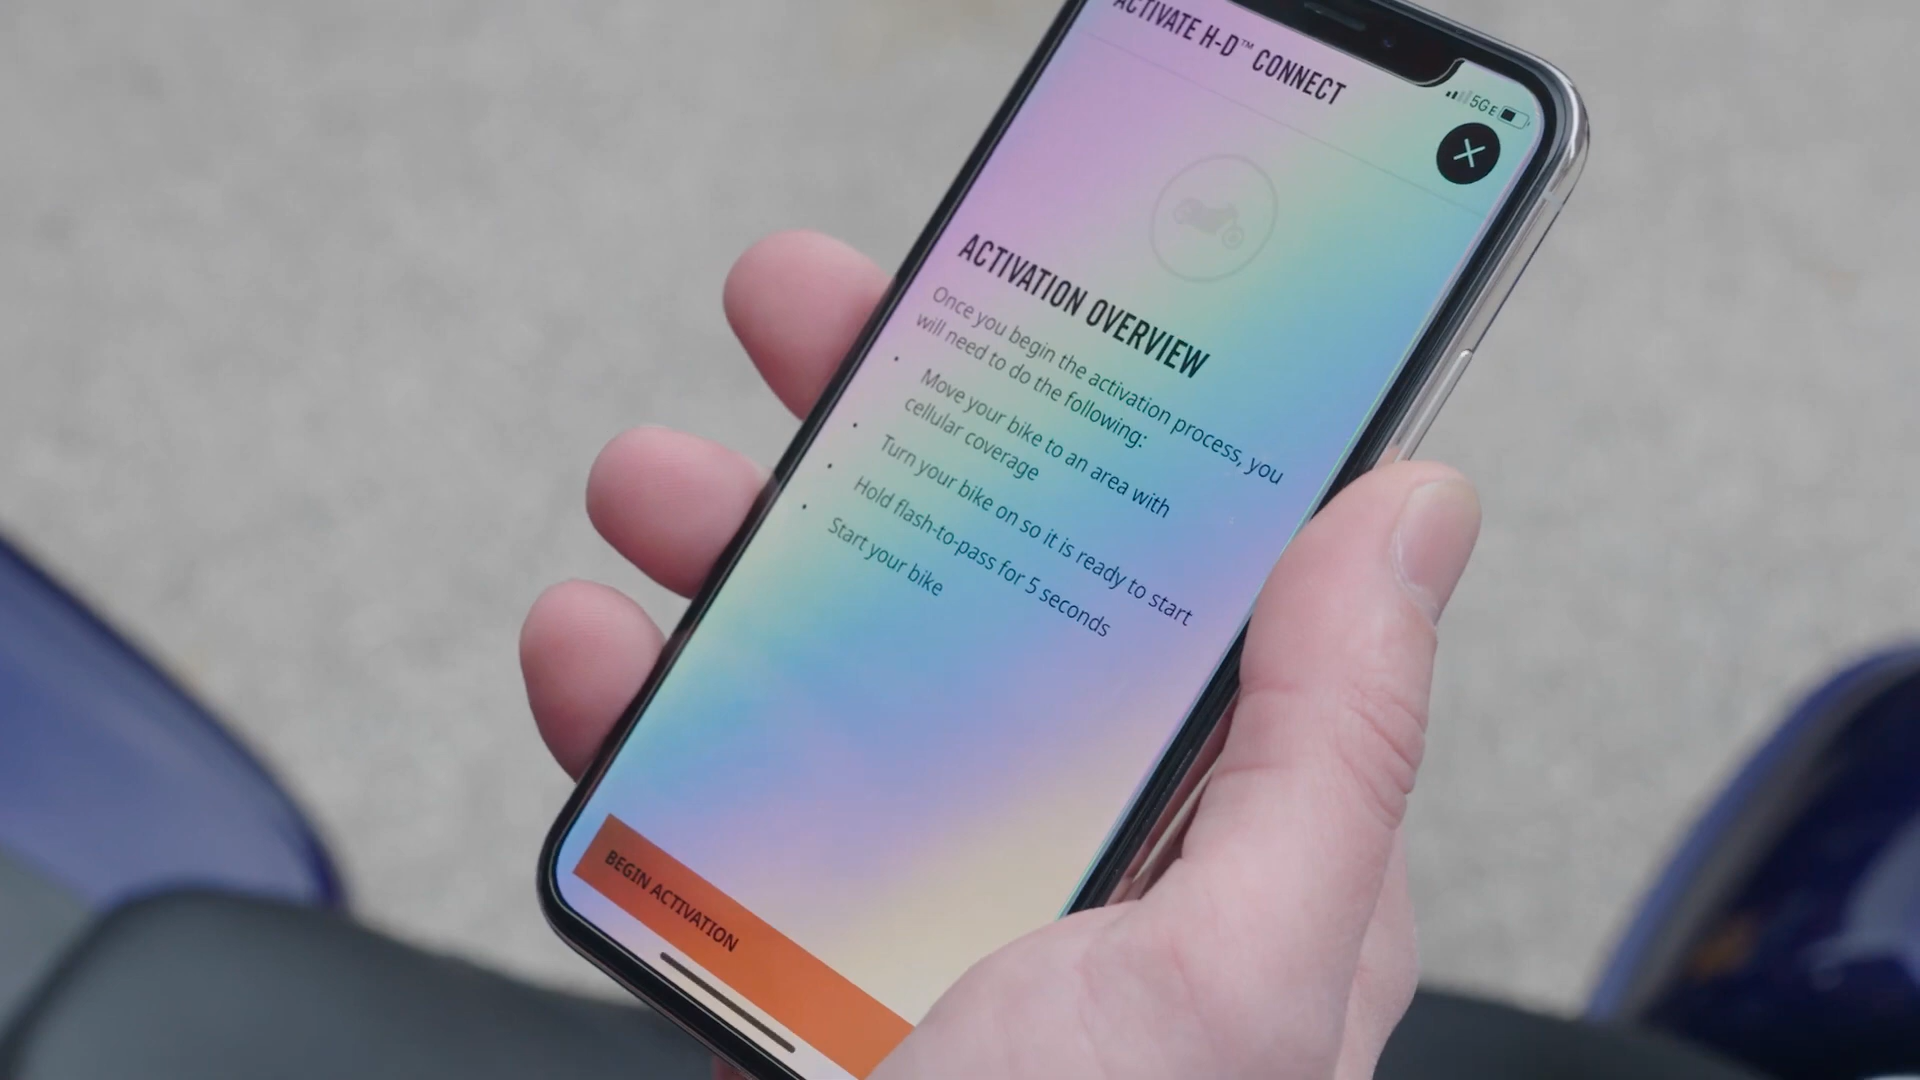 ACTIVATE H-D™ CONNECT
5GE
ACTIVATION OVERVIEW
Once you begin the activation process, you
will need to do the following:
• Move your bike to an area with
cellular coverage
• Turn your bike on so it is ready to start
• Hold flash-to-pass for 5 seconds
• Start your bike
BEGIN ACTIVATION